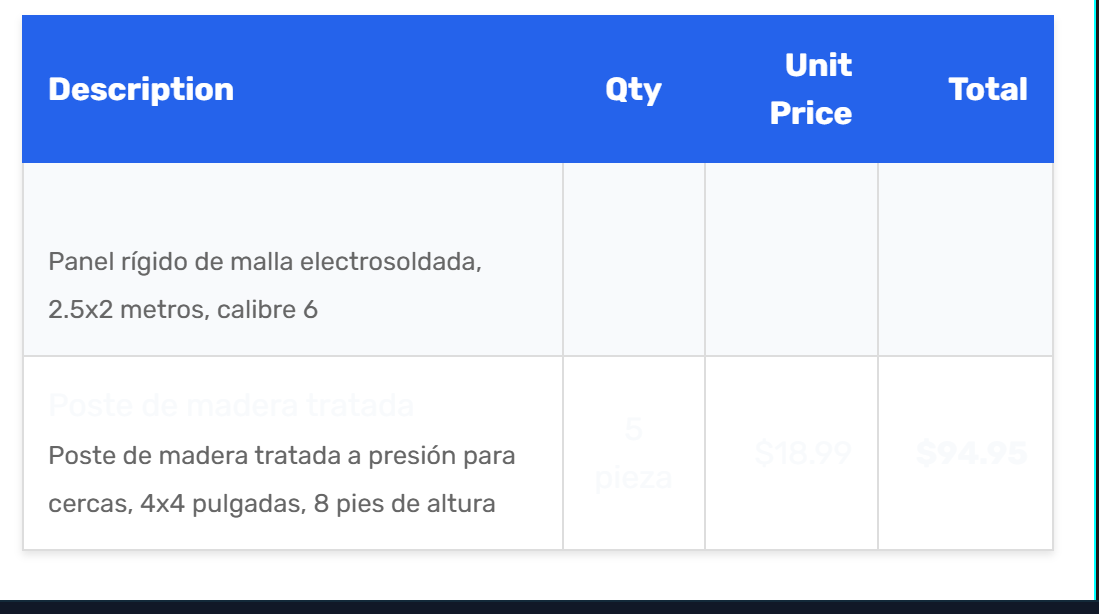 Description
Qty
Unit
Price
Total
Panel rígido de malla electrosoldada,
2.5x2 metros, calibre 6
Poste de madera tratada
Poste de madera tratada a presión para
cercas, 4x4 pulgadas, 8 pies de altura
5
pieza
$18.99
$94.95